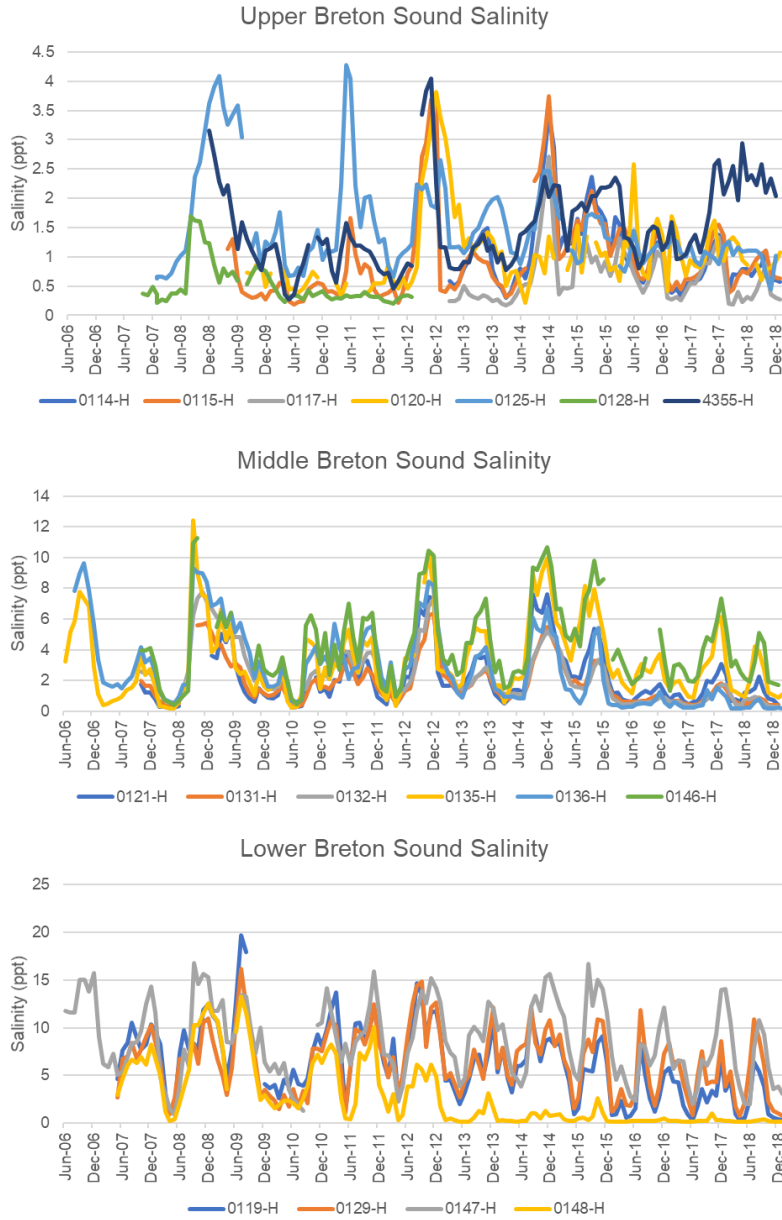 Upper Breton Sound Salinity
4.5
4
3.5
3
2.5
2
1.5
1
0.5
0
Salinity (ppt)
Jun-06 Dec-06 Jun-07 Dec-07 Jun-08 Dec-08 Jun-09 Dec-09 Jun-10 Dec-10 Jun-11 Dec-11 Jun-12 Dec-12 Jun-13 Dec-13 Jun-14 Dec-14 Jun-15 Dec-15 Jun-16 Dec-16 Jun-17 Dec-17 Jun-18 Dec-18
0114-H 0115-H 0117-H 0120-H 0125-H 0128-H 4355-H
Middle Breton Sound Salinity
14
12
10
8
6
4
2
0
Salinity (ppt)
Jun-06 Dec-06 Jun-07 Dec-07 Jun-08 Dec-08 Jun-09 Dec-09 Jun-10 Dec-10 Jun-11 Dec-11 Jun-12 Dec-12 Jun-13 Dec-13 Jun-14 Dec-14 Jun-15 Dec-15 Jun-16 Dec-16 Jun-17 Dec-17 Jun-18 Dec-18
0121-H 0131-H 0132-H 0135-H 0136-H 0146-H
Lower Breton Sound Salinity
25
20
15
10
5
0
Salinity (ppt)
Jun-06 Dec-06 Jun-07 Dec-07 Jun-08 Dec-08 Jun-09 Dec-09 Jun-10 Dec-10 Jun-11 Dec-11 Jun-12 Dec-12 Jun-13 Dec-13 Jun-14 Dec-14 Jun-15 Dec-15 Jun-16 Dec-16 Jun-17 Dec-17 Jun-18 Dec-18
0119-H 0129-H 0147-H 0148-H